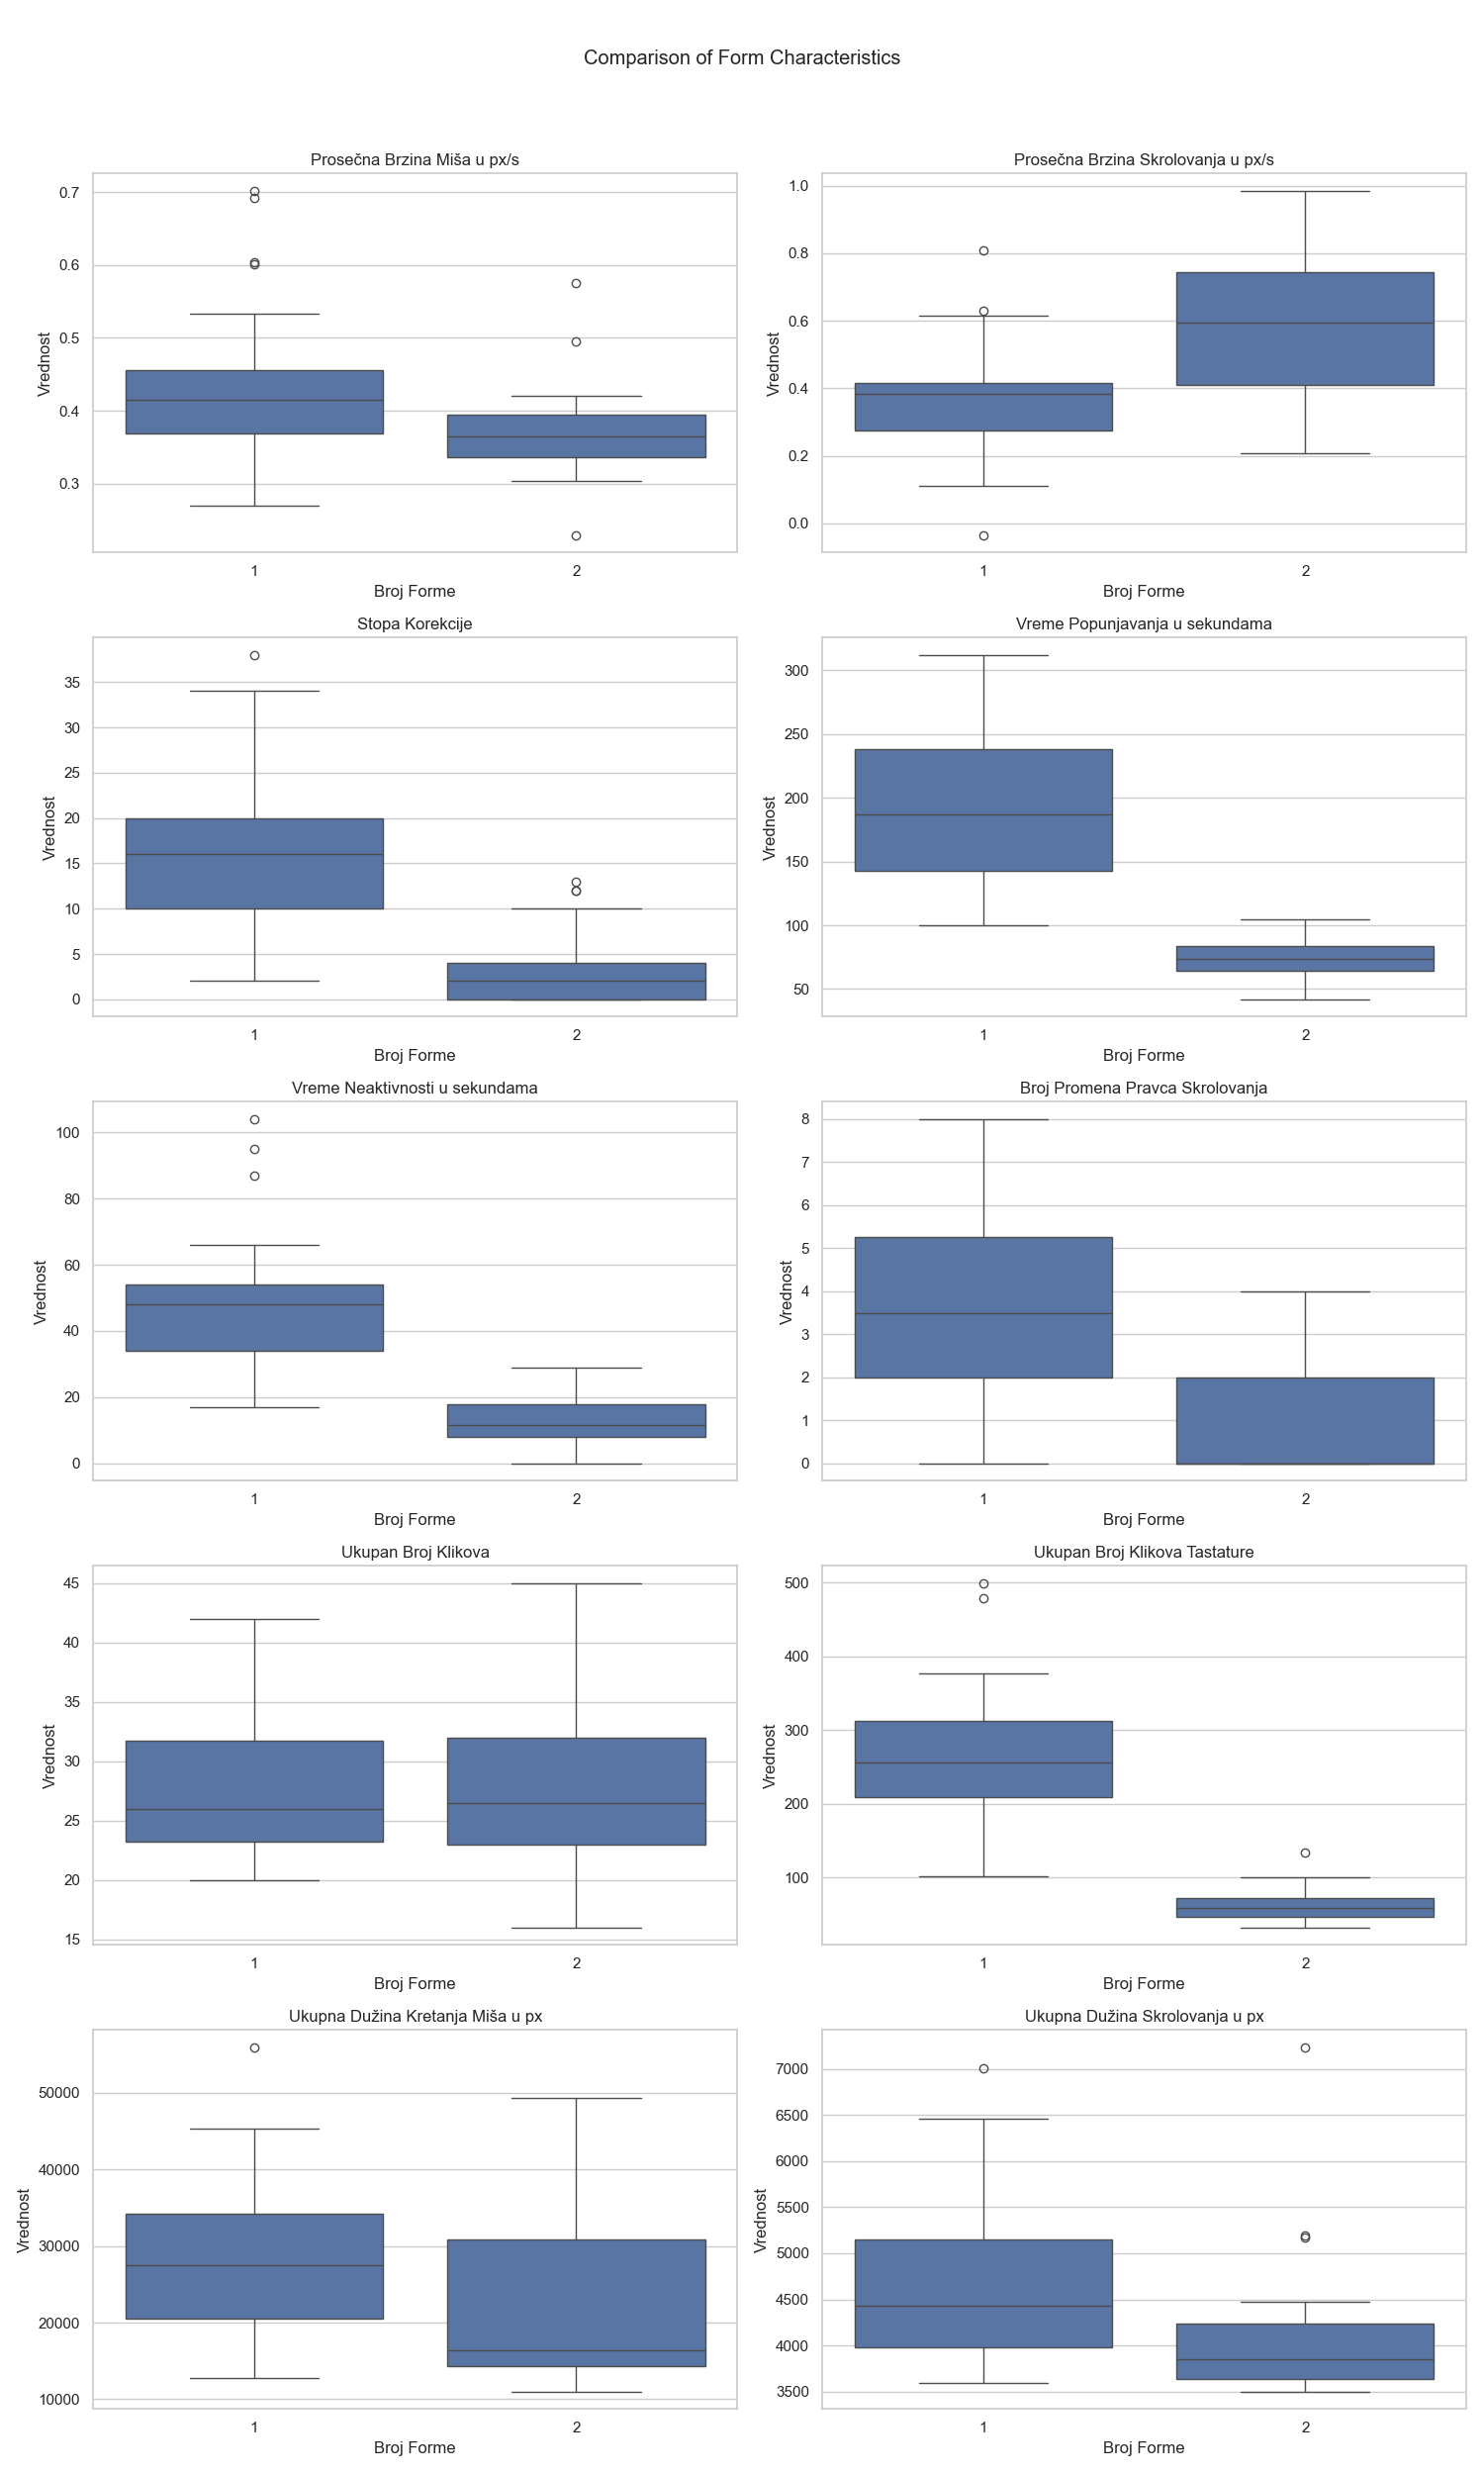 Comparison of Form Characteristics
Prosečna Brzina Miša u px/s
0.7
0.6
0.5
0.4
0.3
Vrednost
1
2
Broj Forme
Prosečna Brzina Skrolovanja u px/s
1.0
0.8
0.6
0.4
0.2
0.0
Vrednost
1
2
Broj Forme
Stopa Korekcije
35
30
25
20
15
10
5
0
Vrednost
1
2
Broj Forme
Vreme Popunjavanja u sekundama
300
250
200
150
100
50
Vrednost
1
2
Broj Forme
Vreme Neaktivnosti u sekundama
100
80
60
40
20
0
Vrednost
1
2
Broj Forme
Broj Promena Pravca Skrolovanja
8
7
6
5
4
3
2
1
0
Vrednost
1
2
Broj Forme
Ukupan Broj Klikova
45
40
35
30
25
20
15
Vrednost
1
2
Broj Forme
Ukupan Broj Klikova Tastature
500
400
300
200
100
Vrednost
1
2
Broj Forme
Ukupna Dužina Kretanja Miša u px
50000
40000
30000
20000
10000
Vrednost
1
2
Broj Forme
Ukupna Dužina Skrolovanja u px
7000
6500
6000
5500
5000
4500
4000
3500
Vrednost
1
2
Broj Forme